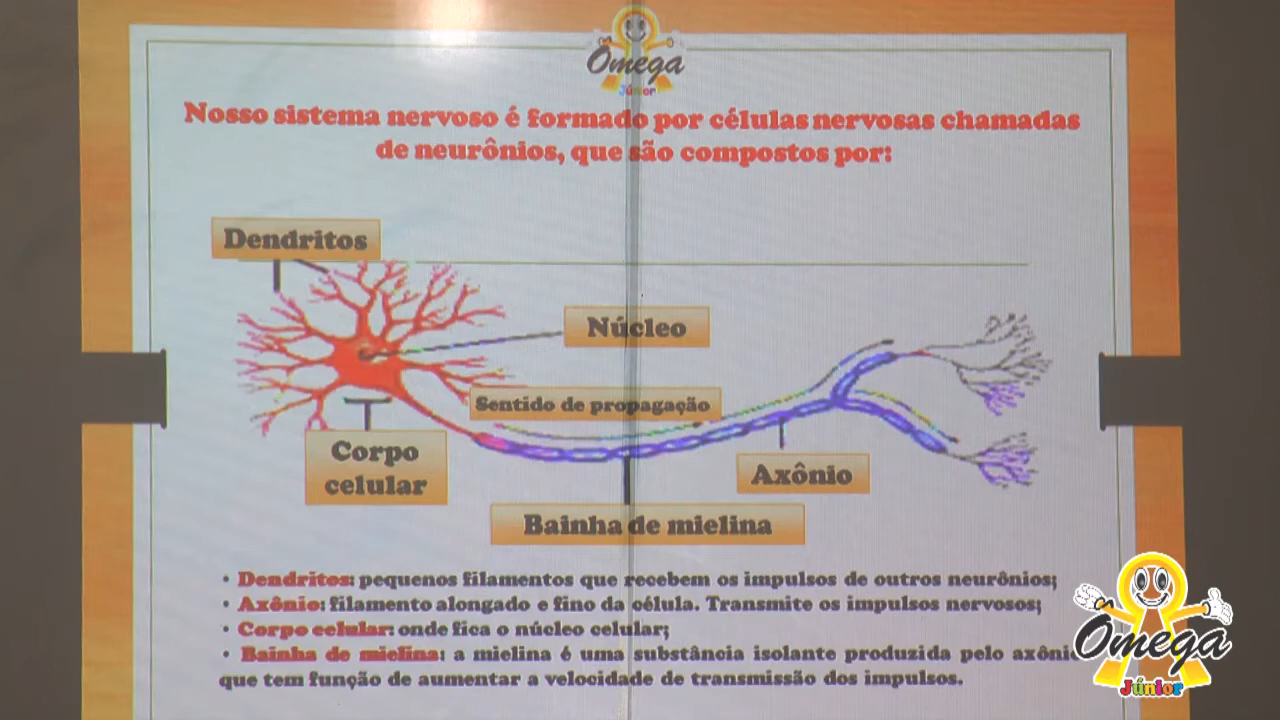 Ômega
Júnior
Nosso sistema nervoso é formado por células nervosas chamadas
de neurônios, que são compostos por:
Dendritos
Núcleo
Sentido de propagação
Corpo
celular
Axônio
Bainha de mielina
• Dendritos: pequenos filamentos que recebem os impulsos de outros neurônios;
• Axônio: filamento alongado e fino da célula. Transmite os impulsos nervosos;
• Corpo celular: onde fica o núcleo celular;
• Bainha de mielina: a mielina é uma substância isolante produzida pelo axônio
que tem função de aumentar a velocidade de transmissão dos impulsos.
Ômega
Júnior